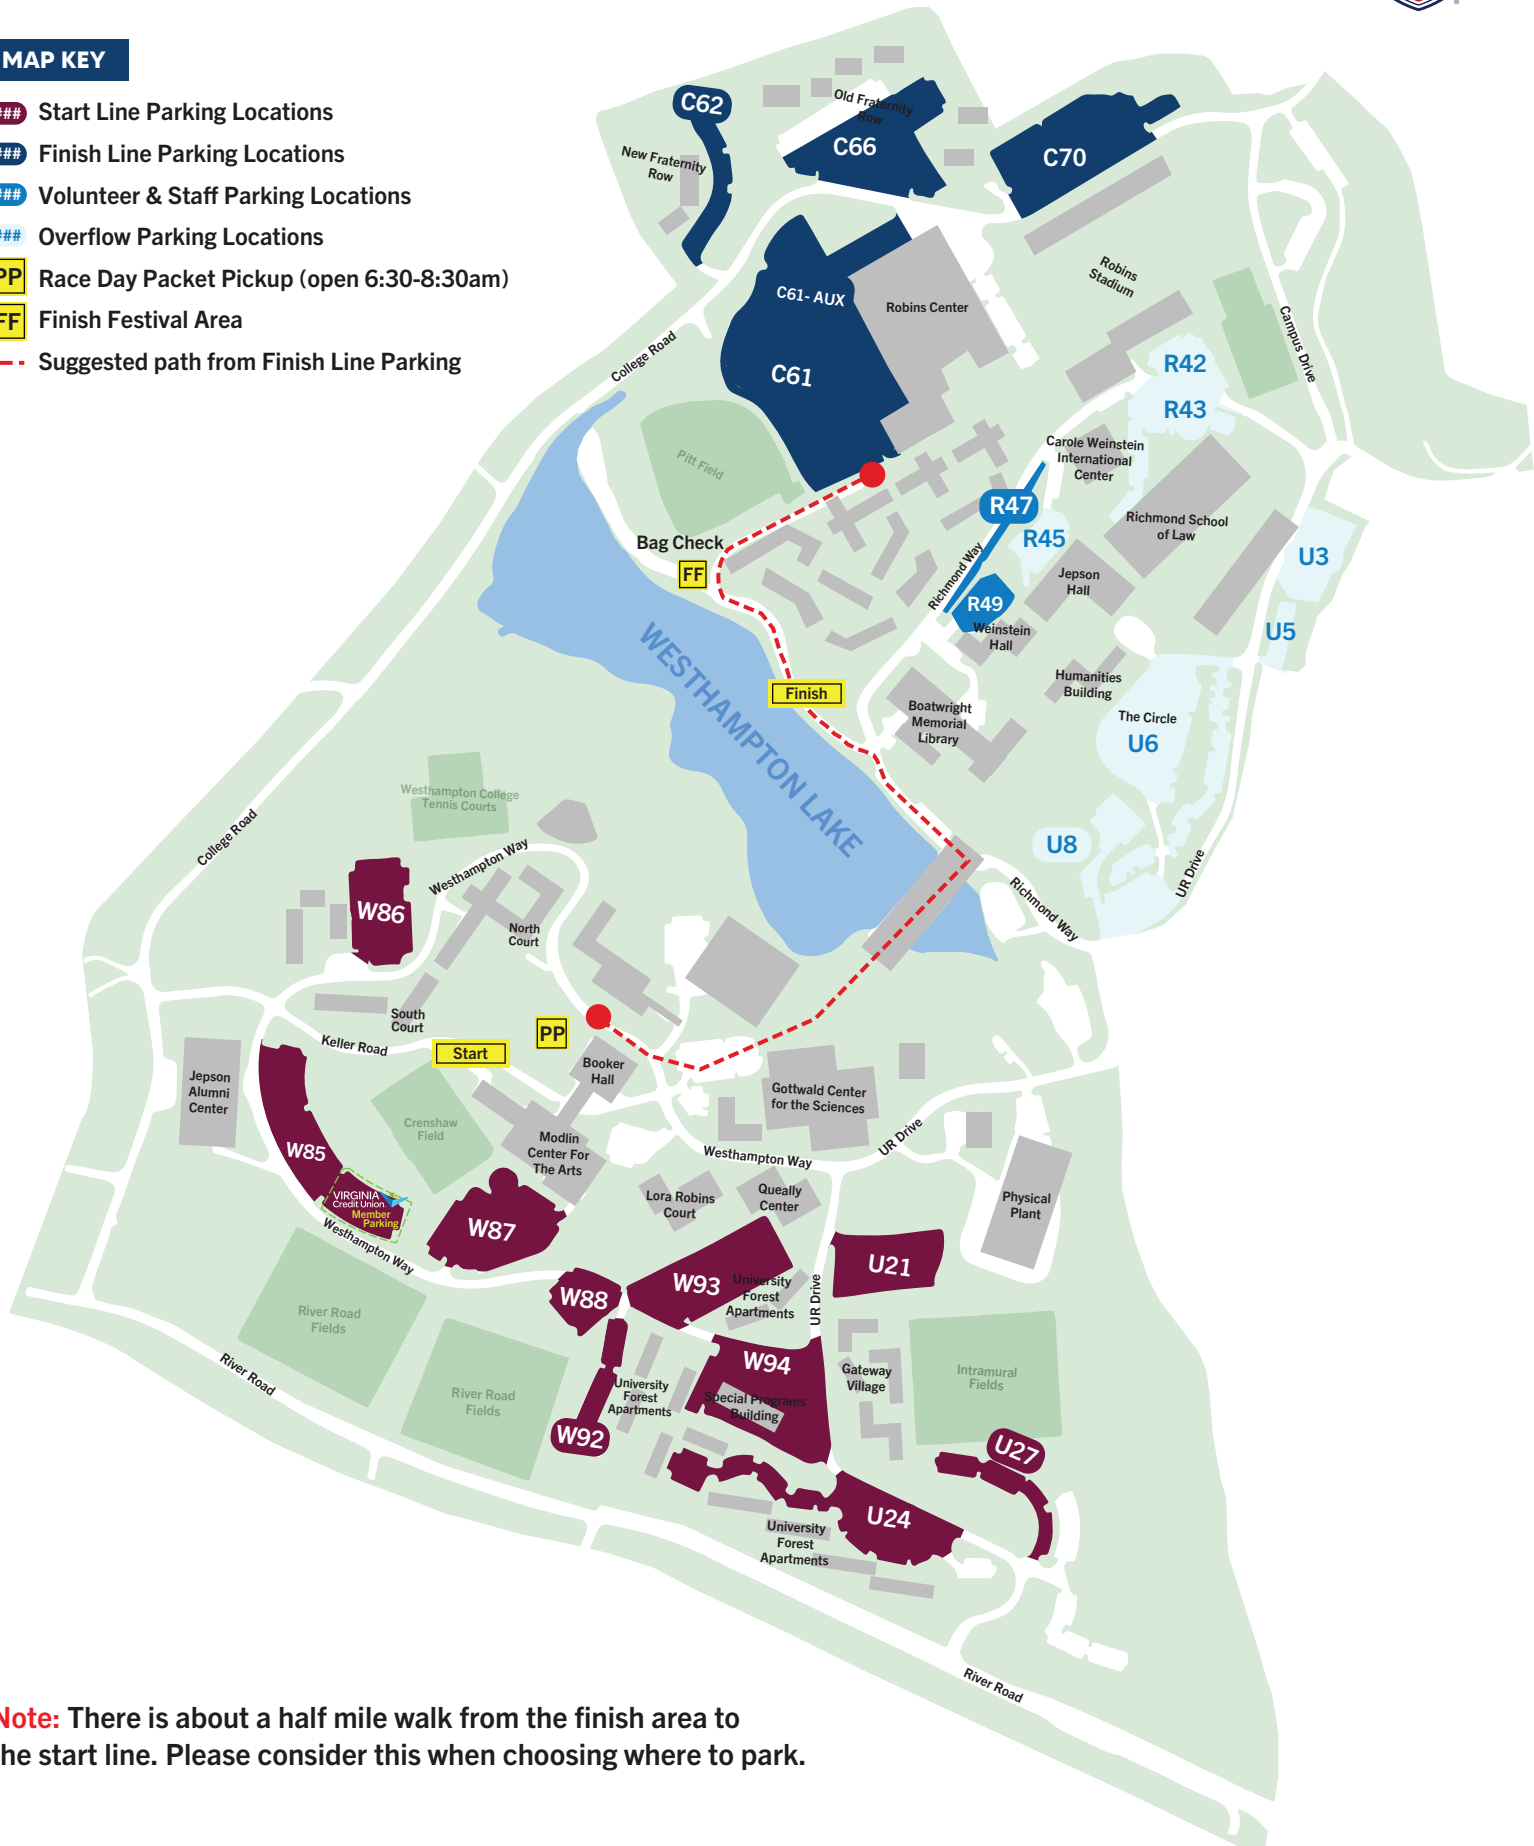 MAP KEY
### Start Line Parking Locations
### Finish Line Parking Locations
### Volunteer & Staff Parking Locations
### Overflow Parking Locations
PP Race Day Packet Pickup (open 6:30-8:30am)
FF Finish Festival Area
Suggested path from Finish Line Parking
®
C62
Old Fraternity
Row
C66
C70
New Fraternity
Row
C61- AUX
Robins Center
Robins
Stadium
Campus Drive
College Road
C61
R42
R43
Pitt Field
Carole Weinstein
International
Center
R47
Richmond School
of Law
R45
Bag Check
FF
Richmond Way
Jepson
Hall
U3
R49
Weinstein
Hall
U5
WESTHAMPTON LAKE
Humanities
Building
Finish
Boatwright
Memorial
Library
The Circle
U6
Westhampton College
Tennis Courts
College Road
Westhampton Way
U8
UR Drive
Richmond Way
W86
North
Court
South
Court
PP
Keller Road
Start
Booker
Hall
Jepson
Alumni
Center
Gottwald Center
for the Sciences
Crenshaw
Field
Modlin
Center For
The Arts
UR Drive
W85
Westhampton Way
VIRGINIA
Credit Union
Member
Parking
Lora Robins
Court
Queally
Center
Physical
Plant
Westhampton Way
W87
U21
W93
University
Forest
Apartments
UR Drive
W88
River Road
Fields
W94
Gateway
Village
Intramural
Fields
River Road
River Road
Fields
University
Forest
Apartments
Special Programs
Building
W92
U27
U24
University
Forest
Apartments
River Road
Note: There is about a half mile walk from the finish area to
he start line. Please consider this when choosing where to park.